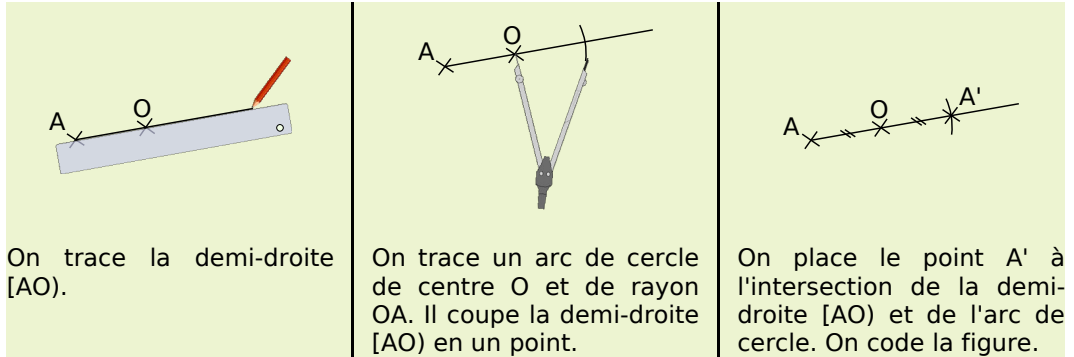 A
O
On trace la demi-droite
[AO).
A
O
On trace un arc de cercle
de centre O et de rayon
OA. Il coupe la demi-droite
[AO) en un point.
A
O
A'
On place le point A' à
l'intersection de la demi-
droite [AO) et de l'arc de
cercle. On code la figure.